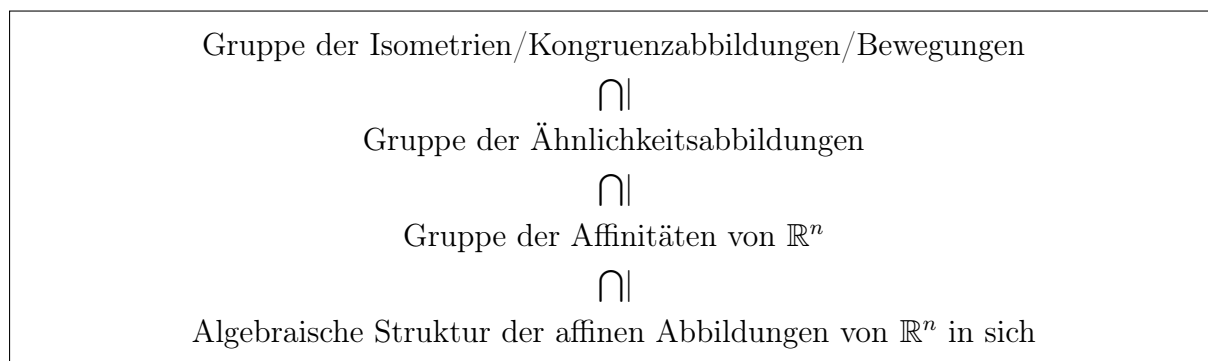 Gruppe der Isometrien/Kongruenzabbildungen/Bewegungen
⋂|
Gruppe der Ähnlichkeitsabbildungen
⋂|
Gruppe der Affinitäten von ℝⁿ
⋂|
Algebraische Struktur der affinen Abbildungen von ℝⁿ in sich